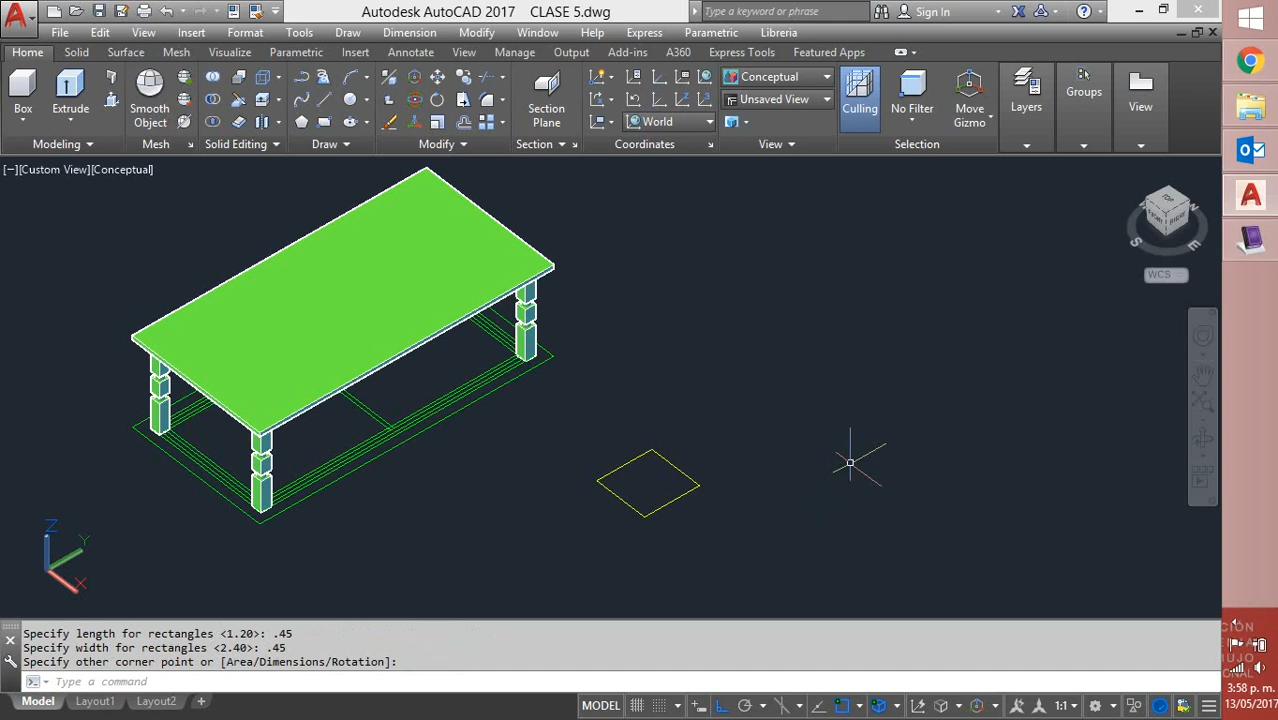 Autodesk AutoCAD 2017 CLASE 5.dwg
Type a keyword or phrase
Sign In
File Edit View Insert Format Tools Draw Dimension Modify Window Help Express Parametric Libreria
Home Solid Surface Mesh Visualize Parametric Insert Annotate View Manage Output Add-ins A360 Express Tools Featured Apps
Box
Extrude
Smooth Object
Section Plane
World
Conceptual
Unsaved View
Culling
No Filter
Move Gizmo
Layers
Groups
View
Modeling
Mesh
Solid Editing
Draw
Modify
Section
Coordinates
View
Selection
[−][Custom View][Conceptual]
TOP
FRONT
RIGHT
S
E
WCS
Z
Y
X
Specify length for rectangles <1.20>: .45
Specify width for rectangles <2.40>: .45
Specify other corner point or [Area/Dimensions/Rotation]:
Type a command
Model Layout1 Layout2 +
MODEL
1:1
3:58 p. m.
13/05/2017